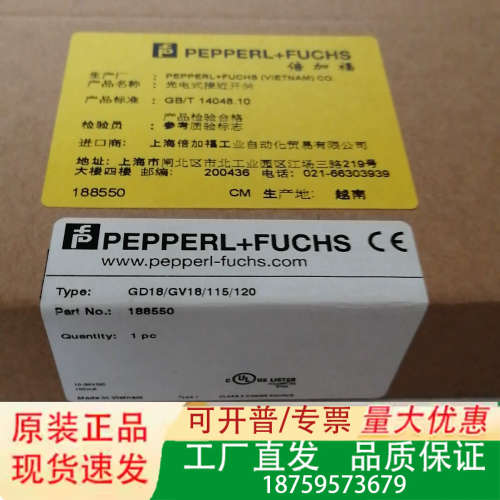 PEPPERL+FUCHS
倍加福
生产厂: PEPPERL+FUCHS (VIETNAM) CO.
产品名称: 光电式接近开关
产品标准: GB/T 14048.10
产品检验合格
检验员: 参考质验标志
进口商: 上海倍加福工业自动化贸易有限公司
地址: 上海市闸北区市北工业园区江场三路219号
大楼四楼 邮编: 200436 电话: 021-66303939
188550 CM 生产地: 越南
PEPPERL+FUCHS CE
www.pepperl-fuchs.com
Type: GD18/GV18/115/120
Part No.: 188550
Quantity: 1 pc
C UL US LISTED
Made in Vietnam
原装正品
现货速发
可开普/专票 量大优惠
工厂直发 品质保证
18759573679